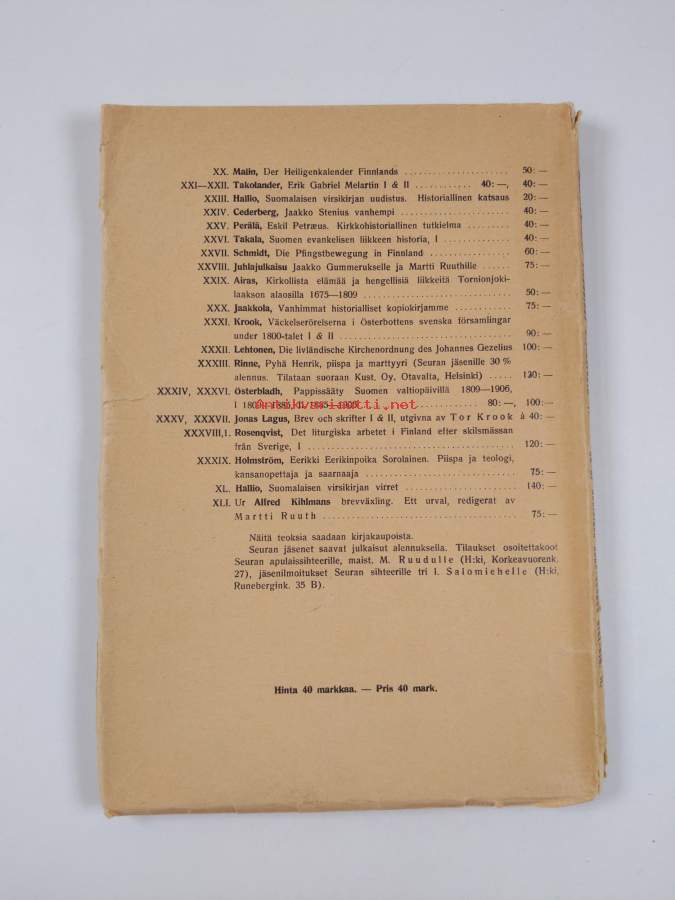 XX. Malin, Der Heiligenkalender Finnlands ...................... 50: —
XXI—XXII. Takolander, Erik Gabriel Melartin I & II ............ 40: —, 40: —
XXIII. Hallio, Suomalaisen virsikirjan uudistus. Historiallinen katsaus 20: —
XXIV. Cederberg, Jaakko Stenius vanhempi ....................... 40: —
XXV. Perälä, Eskil Petræus. Kirkkohistoriallinen tutkielma ......... 40: —
XXVI. Takala, Suomen evankelisen liikkeen historia, I .............. 40: —
XXVII. Schmidt, Die Pfingstbewegung in Finnland ................. 60: —
XXVIII. Juhlajulkaisu Jaakko Gummerukselle ja Martti Ruuthille ...... 75: —
XXIX. Airas, Kirkollista elämää ja hengellisiä liikkeitä Tornionjoki-
laakson alaosilla 1675—1809 ............................... 50: —
XXX. Jaakkola, Vanhimmat historialliset kopiokirjamme ............ 75: —
XXXI. Krook, Väckelserörelserna i Österbottens svenska församlingar
under 1800-talet I & II .................................... 90: —
XXXII. Lehtonen, Die livländische Kirchenordnung des Johannes Gezelius 100: —
XXXIII. Rinne, Pyhä Henrik, piispa ja marttyyri (Seuran jäsenille 30 %
alennus. Tilataan suoraan Kust. Oy. Otavalta, Helsinki) ..... 120: —
XXXIV, XXXVI. Österbladh, Pappissääty Suomen valtiopäivillä 1809—1906,
80: —, 100: —
Antikvariaatti.net
XXXV, XXXVII. Jonas Lagus, Brev och skrifter I & II, utgivna av Tor Krook à 40: —
XXXVIII,1. Rosenqvist, Det liturgiska arbetet i Finland efter skilsmässan
från Sverige, I ............................................ 120: —
XXXIX. Holmström, Eerikki Eerikinpoika Sorolainen. Piispa ja teologi,
kansanopettaja ja saarnaaja ................................ 75: —
XL. Hallio, Suomalaisen virsikirjan virret ....................... 140: —
XLI. Ur Alfred Kihlmans brevväxling. Ett urval, redigerat av
Martti Ruuth .............................................. 75: —
Näitä teoksia saadaan kirjakaupoista.
Seuran jäsenet saavat julkaisut alennuksella. Tilaukset osoitettakoot
Seuran apulaissihteerille, maist. M. Ruudulle (H:ki, Korkeavuorenk.
27), jäsenilmoitukset Seuran sihteerille tri I. Salomiehelle (H:ki,
Runebergink. 35 B).
Hinta 40 markkaa. — Pris 40 mark.